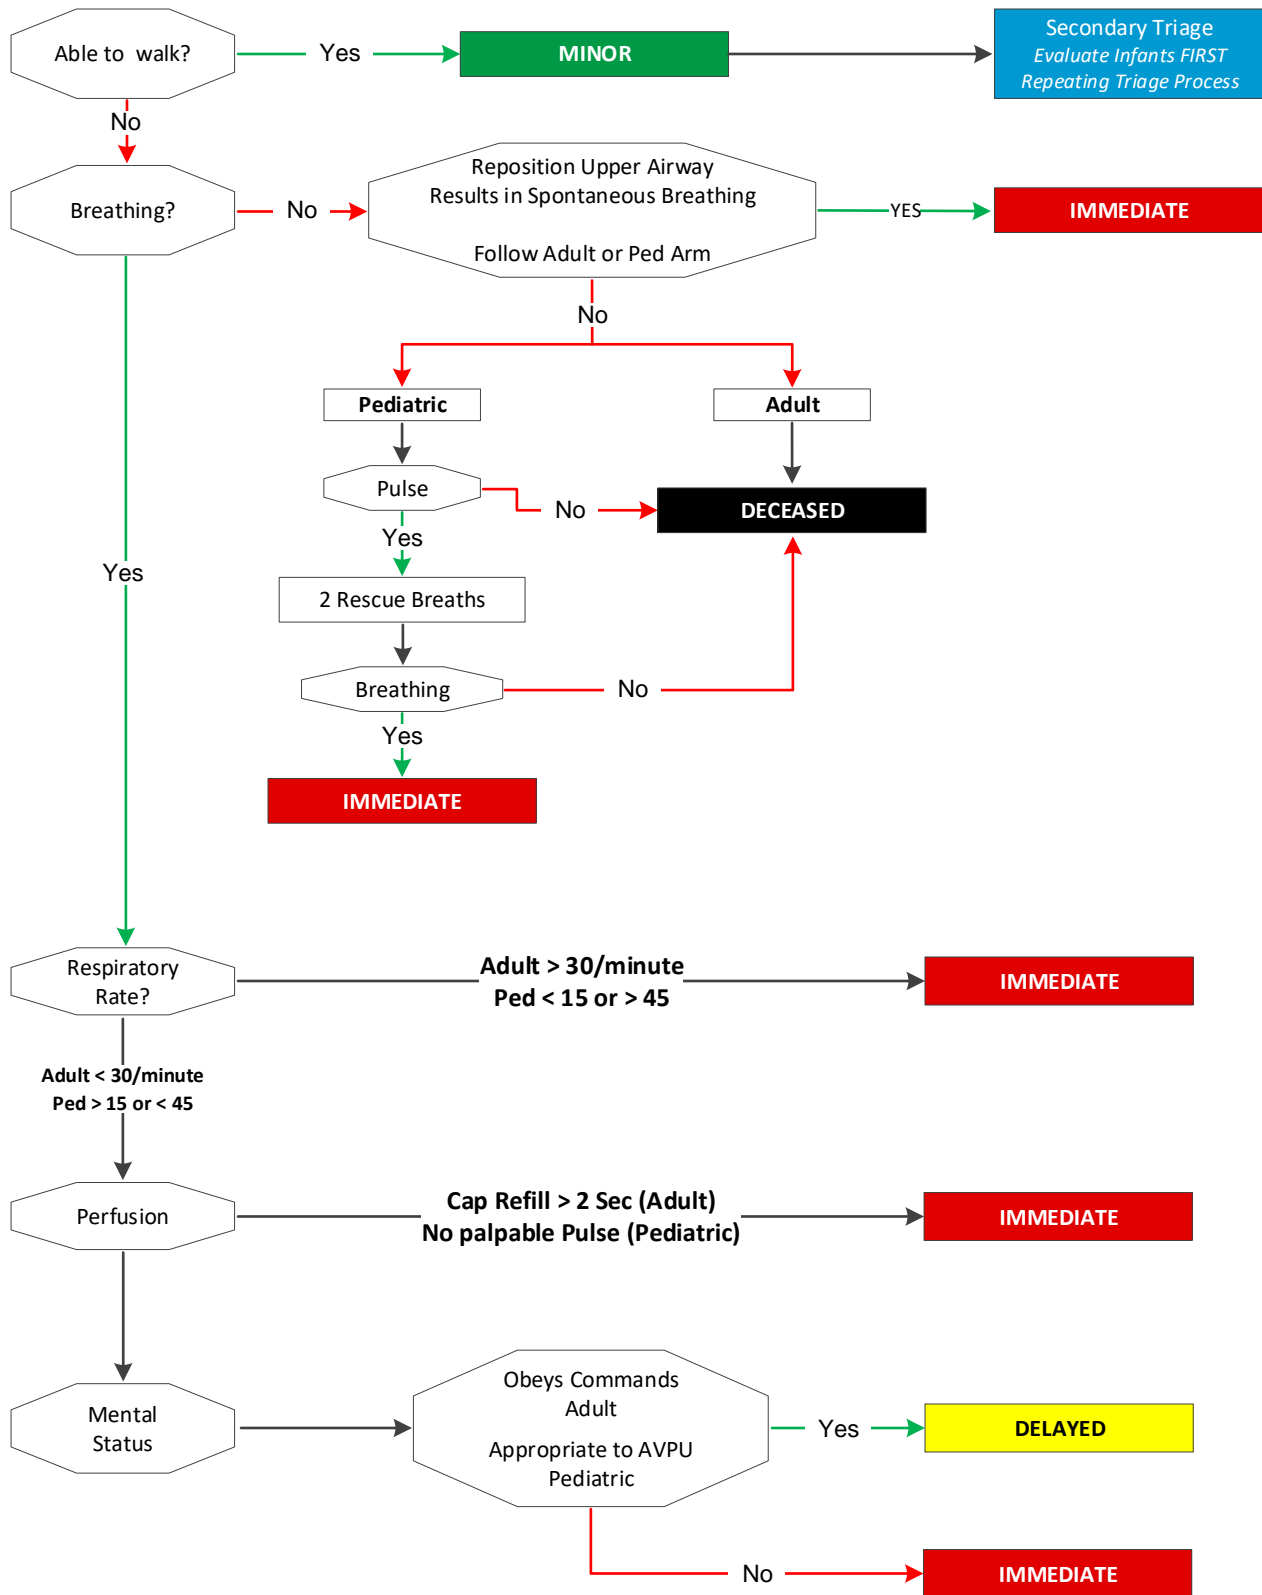 Able to walk?
Yes
MINOR
Secondary Triage
Evaluate Infants FIRST
Repeating Triage Process
No
Breathing?
No
Reposition Upper Airway
Results in Spontaneous Breathing
Follow Adult or Ped Arm
YES
IMMEDIATE
No
Pediatric
Adult
Pulse
No
DECEASED
Yes
2 Rescue Breaths
Yes
Breathing
No
Yes
IMMEDIATE
Respiratory
Rate?
Adult > 30/minute
Ped < 15 or > 45
IMMEDIATE
Adult < 30/minute
Ped > 15 or < 45
Perfusion
Cap Refill > 2 Sec (Adult)
No palpable Pulse (Pediatric)
IMMEDIATE
Mental
Status
Obeys Commands
Adult
Appropriate to AVPU
Pediatric
Yes
DELAYED
No
IMMEDIATE